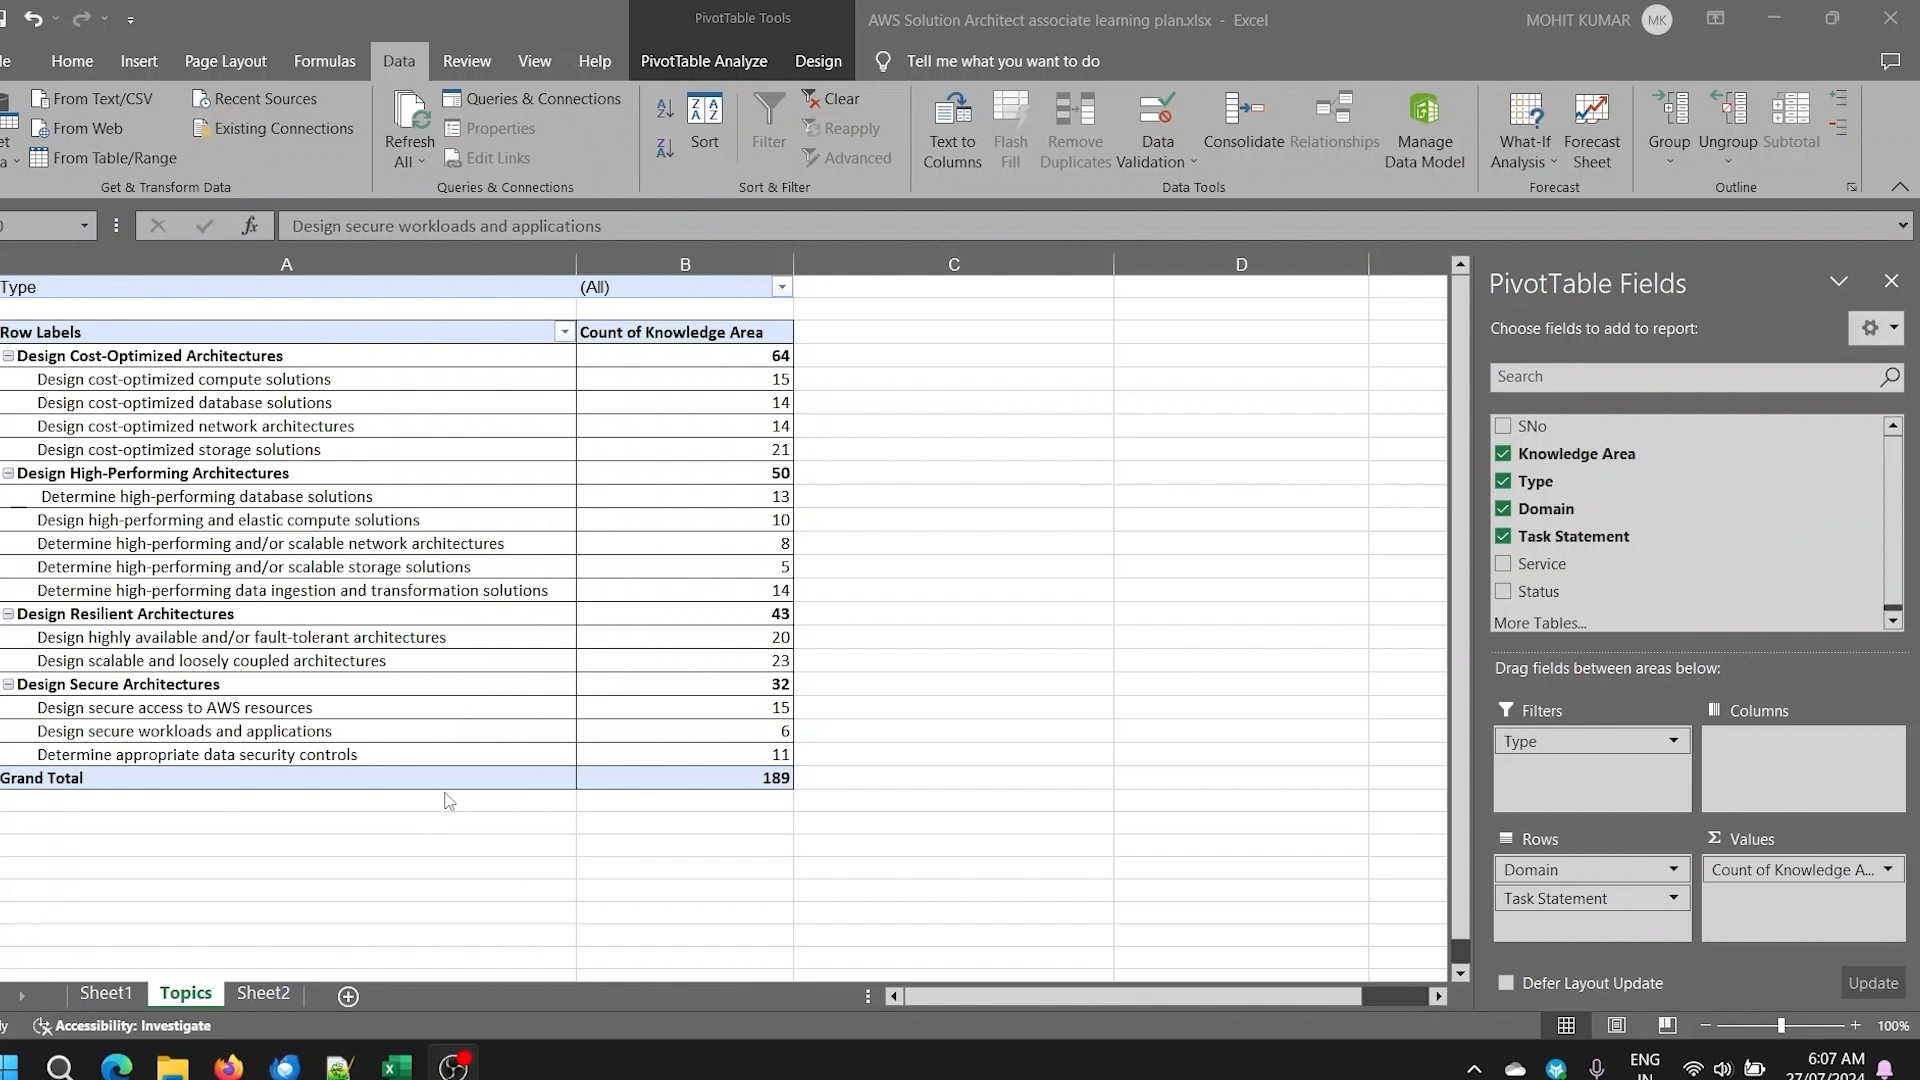 PivotTable Tools
AWS Solution Architect associate learning plan.xlsx - Excel
MOHIT KUMAR MK
Home Insert Page Layout Formulas Data Review View Help PivotTable Analyze Design Tell me what you want to do
From Text/CSV
From Web
From Table/Range
Recent Sources
Existing Connections
Get & Transform Data
Refresh
All
Queries & Connections
Properties
Edit Links
Queries & Connections
Sort
Filter
Clear
Reapply
Advanced
Sort & Filter
Text to
Columns
Flash
Fill
Remove
Duplicates
Data
Validation
Consolidate
Relationships
Manage
Data Model
Data Tools
What-If
Analysis
Forecast
Sheet
Forecast
Group
Ungroup
Subtotal
Outline
fx Design secure workloads and applications
A B C D
Type (All)
Row Labels Count of Knowledge Area
Design Cost-Optimized Architectures 64
Design cost-optimized compute solutions 15
Design cost-optimized database solutions 14
Design cost-optimized network architectures 14
Design cost-optimized storage solutions 21
Design High-Performing Architectures 50
Determine high-performing database solutions 13
Design high-performing and elastic compute solutions 10
Determine high-performing and/or scalable network architectures 8
Determine high-performing and/or scalable storage solutions 5
Determine high-performing data ingestion and transformation solutions 14
Design Resilient Architectures 43
Design highly available and/or fault-tolerant architectures 20
Design scalable and loosely coupled architectures 23
Design Secure Architectures 32
Design secure access to AWS resources 15
Design secure workloads and applications 6
Determine appropriate data security controls 11
Grand Total 189
PivotTable Fields
Choose fields to add to report:
Search
SNo
Knowledge Area
Type
Domain
Task Statement
Service
Status
More Tables...
Drag fields between areas below:
Filters
Type
Columns
Rows
Domain
Task Statement
Σ Values
Count of Knowledge A...
Defer Layout Update
Update
Sheet1 Topics Sheet2
Accessibility: Investigate
100%
ENG
IN
6:07 AM
27/07/2024